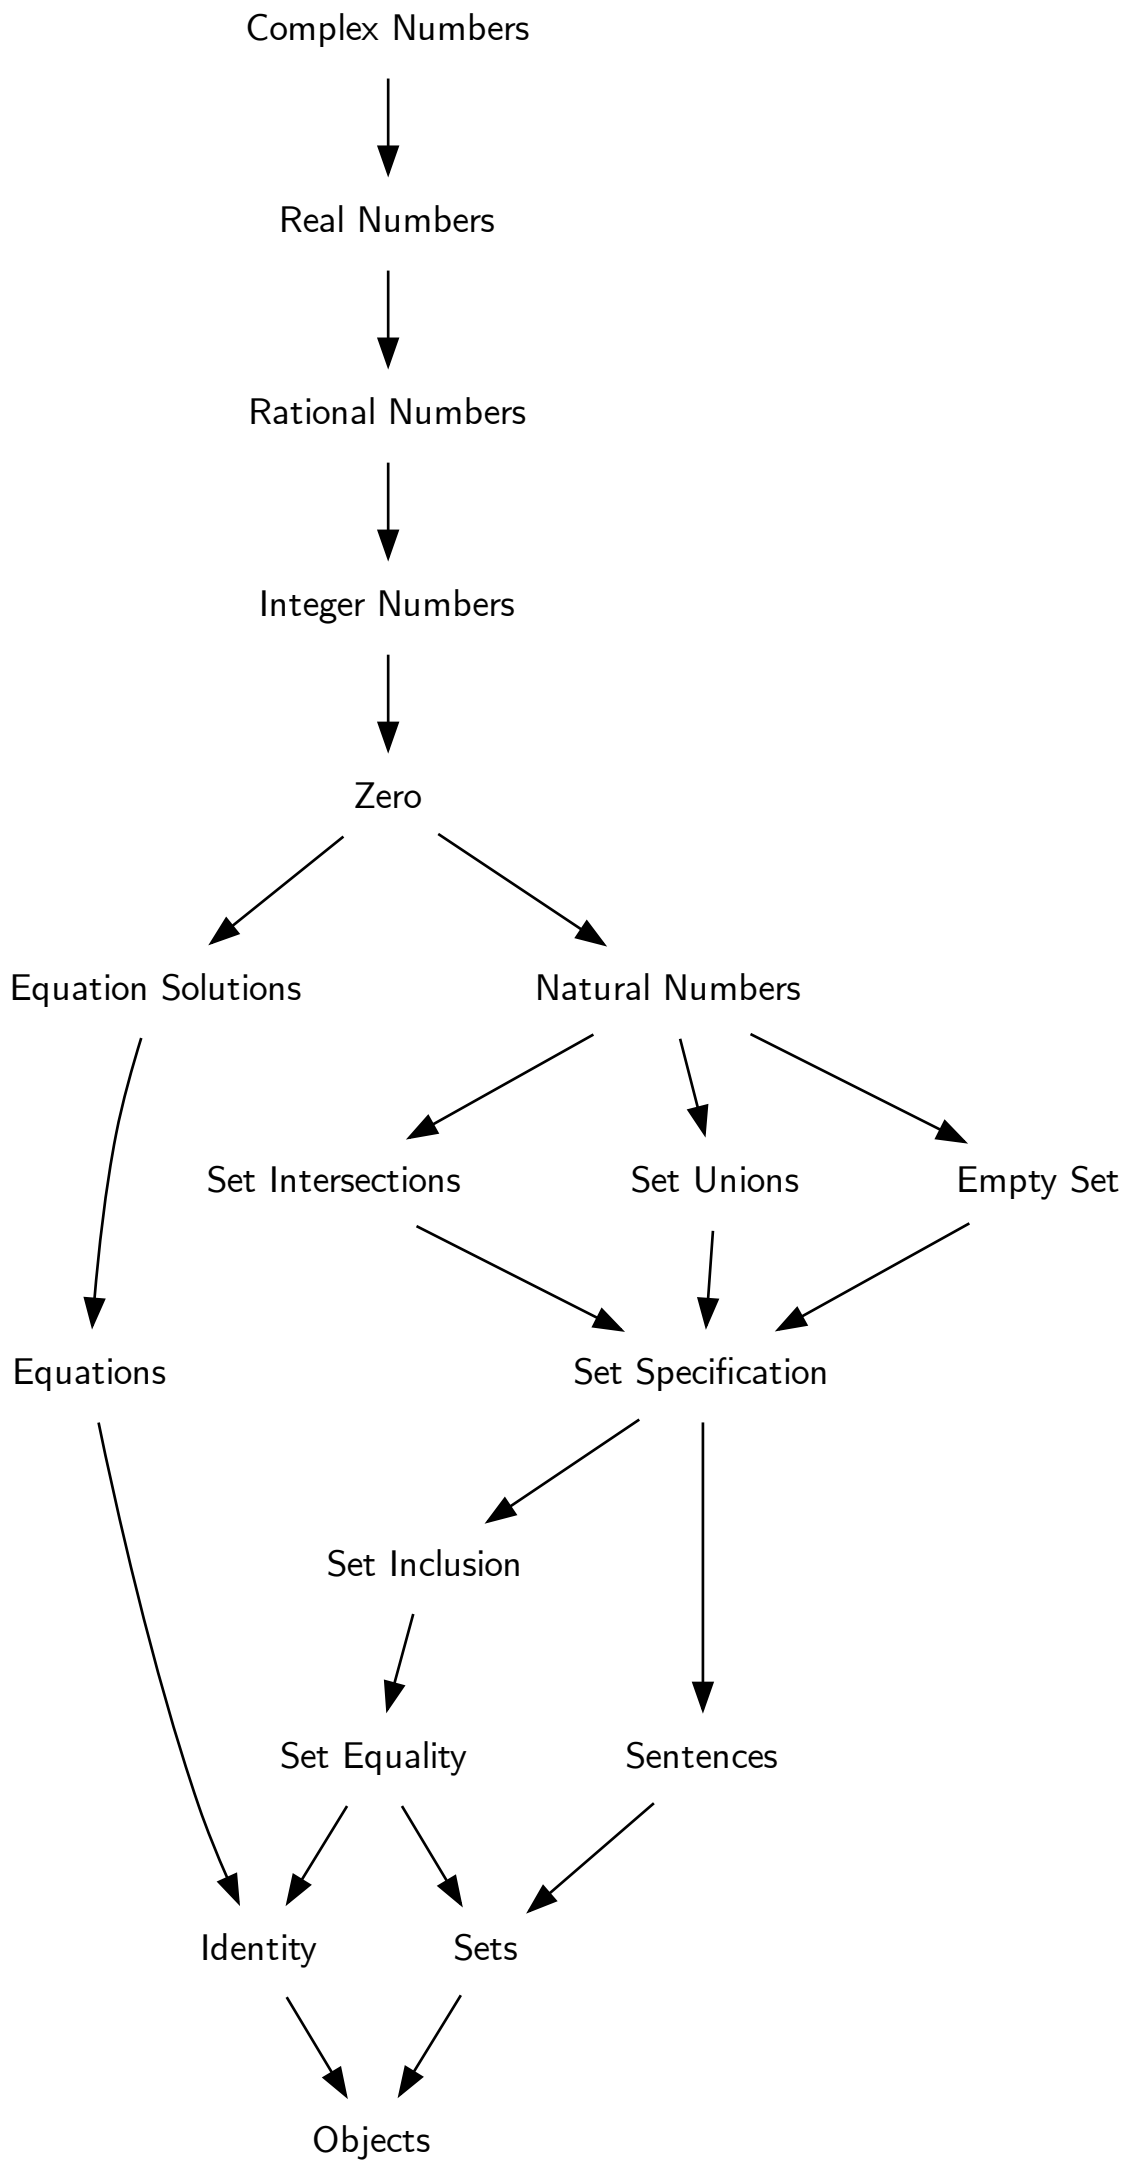 Complex Numbers
Real Numbers
Rational Numbers
Integer Numbers
Zero
Equation Solutions
Natural Numbers
Set Intersections
Set Unions
Empty Set
Equations
Set Specification
Set Inclusion
Set Equality
Sentences
Identity
Sets
Objects